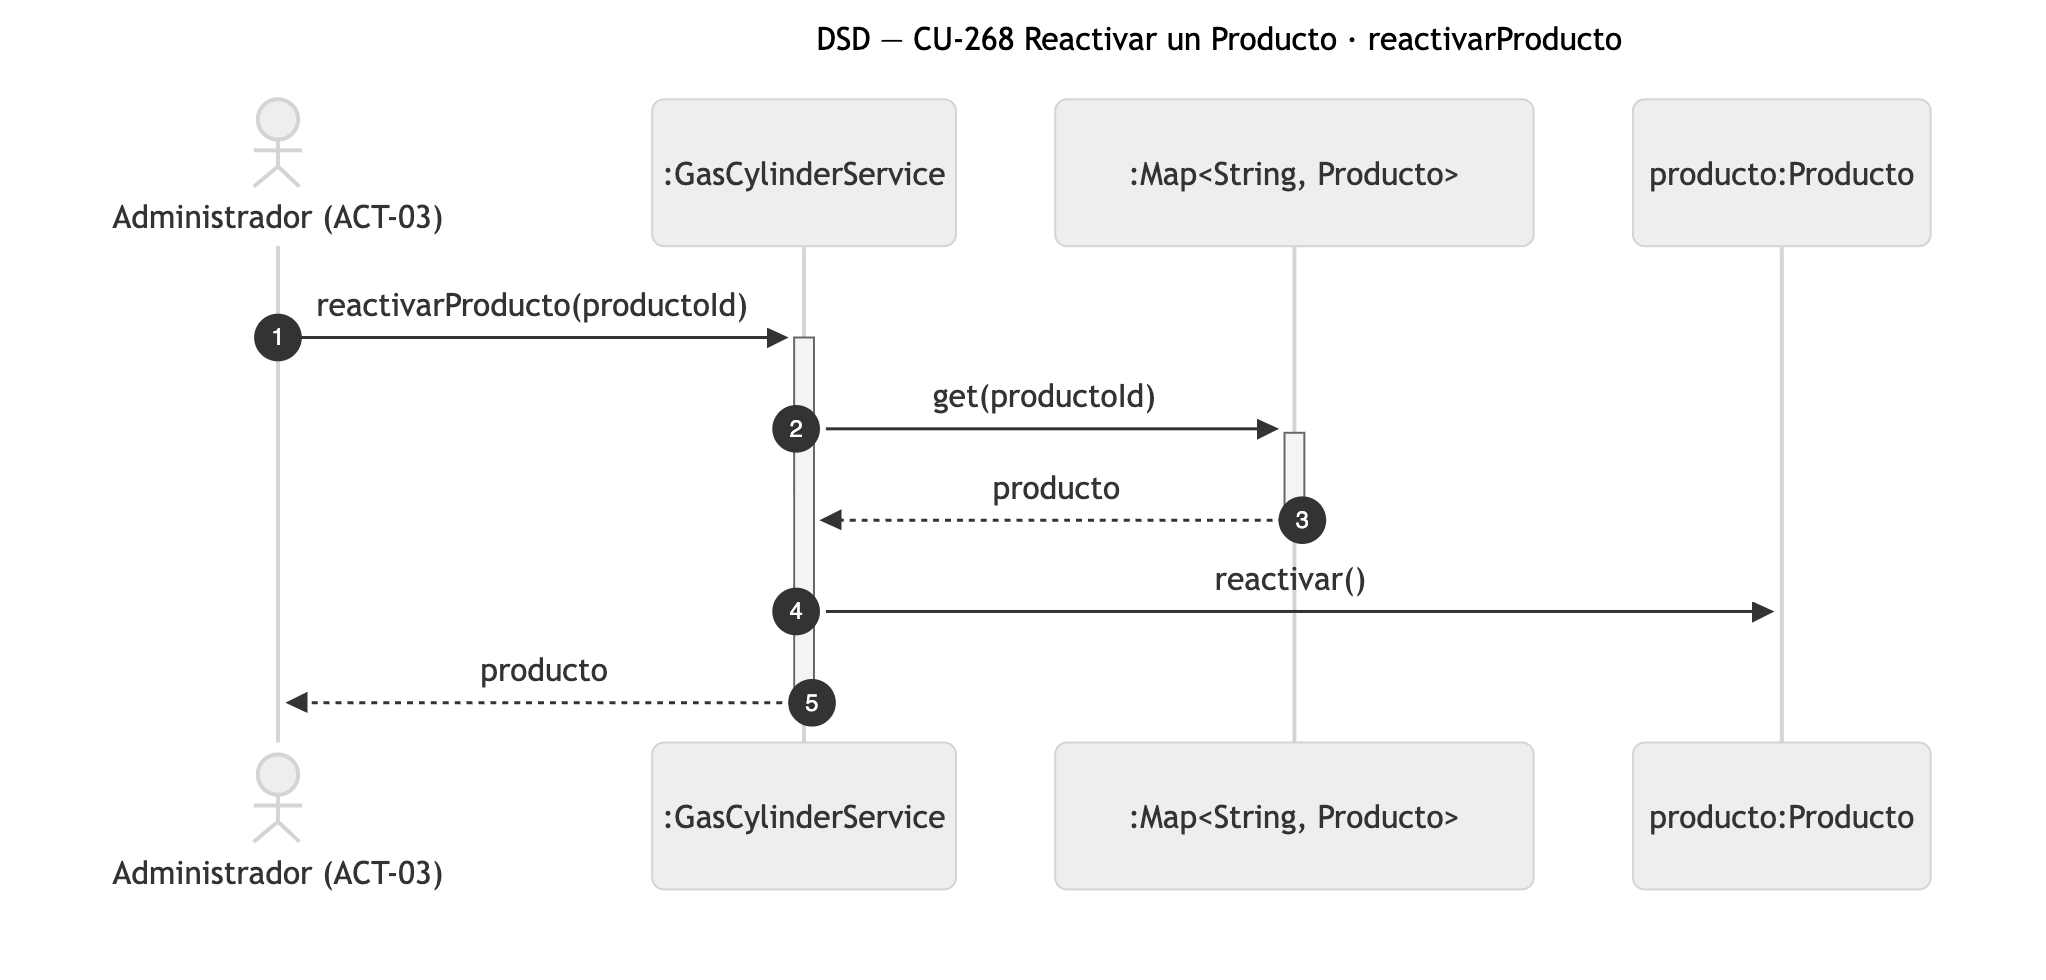 DSD — CU-268 Reactivar un Producto · reactivarProducto
Administrador (ACT-03)
:GasCylinderService
:Map<String, Producto>
producto:Producto
reactivarProducto(productoId)
1
get(productoId)
2
producto
3
reactivar()
4
producto
5
Administrador (ACT-03)
:GasCylinderService
:Map<String, Producto>
producto:Producto